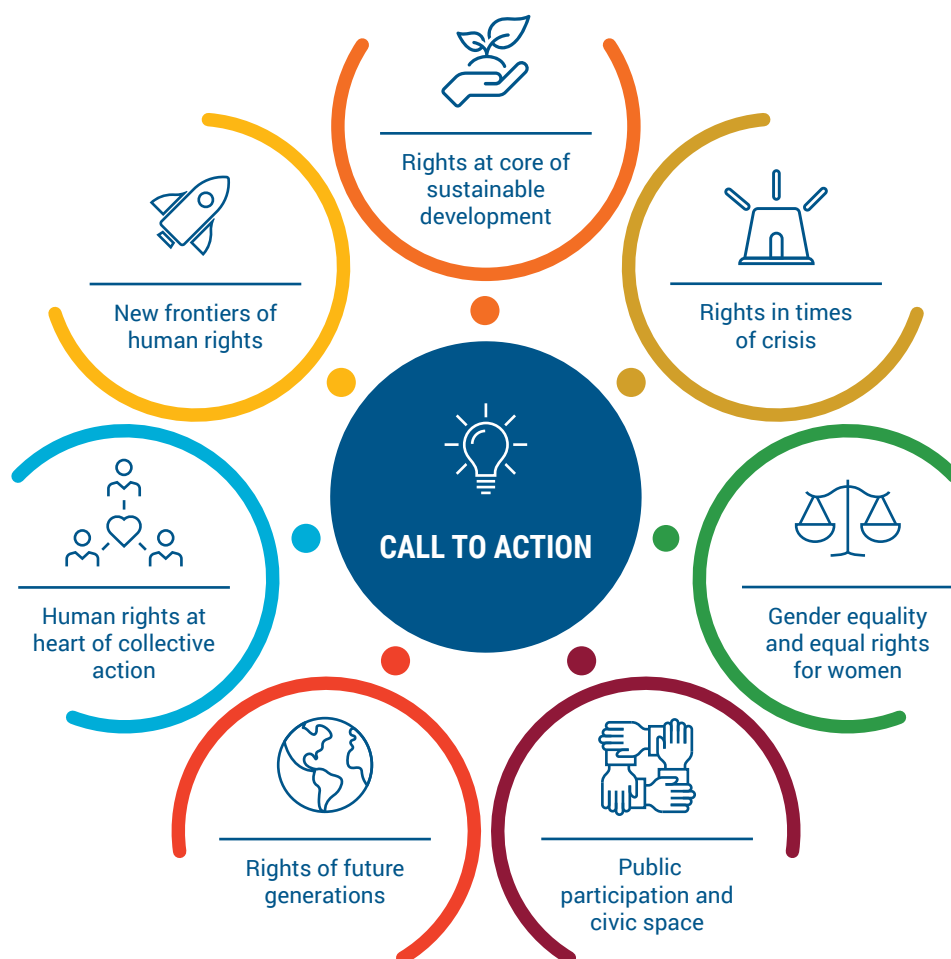 Rights at core of
sustainable
development
Rights in times
of crisis
Gender equality
and equal rights
for women
Public
participation and
civic space
Rights of future
generations
Human rights at
heart of collective
action
New frontiers of
human rights
CALL TO ACTION